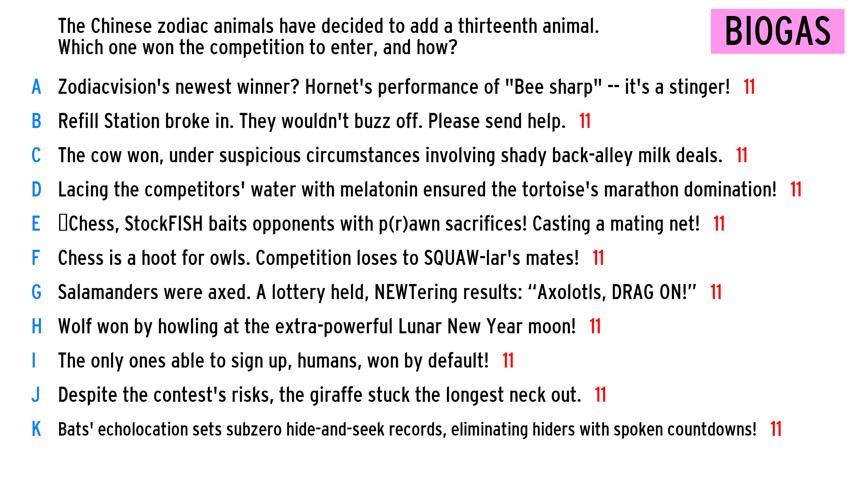 The Chinese zodiac animals have decided to add a thirteenth animal.
Which one won the competition to enter, and how?
BIOGAS
A Zodiacvision's newest winner? Hornet's performance of "Bee sharp" -- it's a stinger! 11
B Refill Station broke in. They wouldn't buzz off. Please send help. 11
C The cow won, under suspicious circumstances involving shady back-alley milk deals. 11
D Lacing the competitors' water with melatonin ensured the tortoise's marathon domination! 11
E ▯Chess, StockFISH baits opponents with p(r)awn sacrifices! Casting a mating net! 11
F Chess is a hoot for owls. Competition loses to SQUAW-lar's mates! 11
G Salamanders were axed. A lottery held, NEWTering results: “Axolotls, DRAG ON!” 11
H Wolf won by howling at the extra-powerful Lunar New Year moon! 11
I The only ones able to sign up, humans, won by default! 11
J Despite the contest's risks, the giraffe stuck the longest neck out. 11
K Bats' echolocation sets subzero hide-and-seek records, eliminating hiders with spoken countdowns! 11